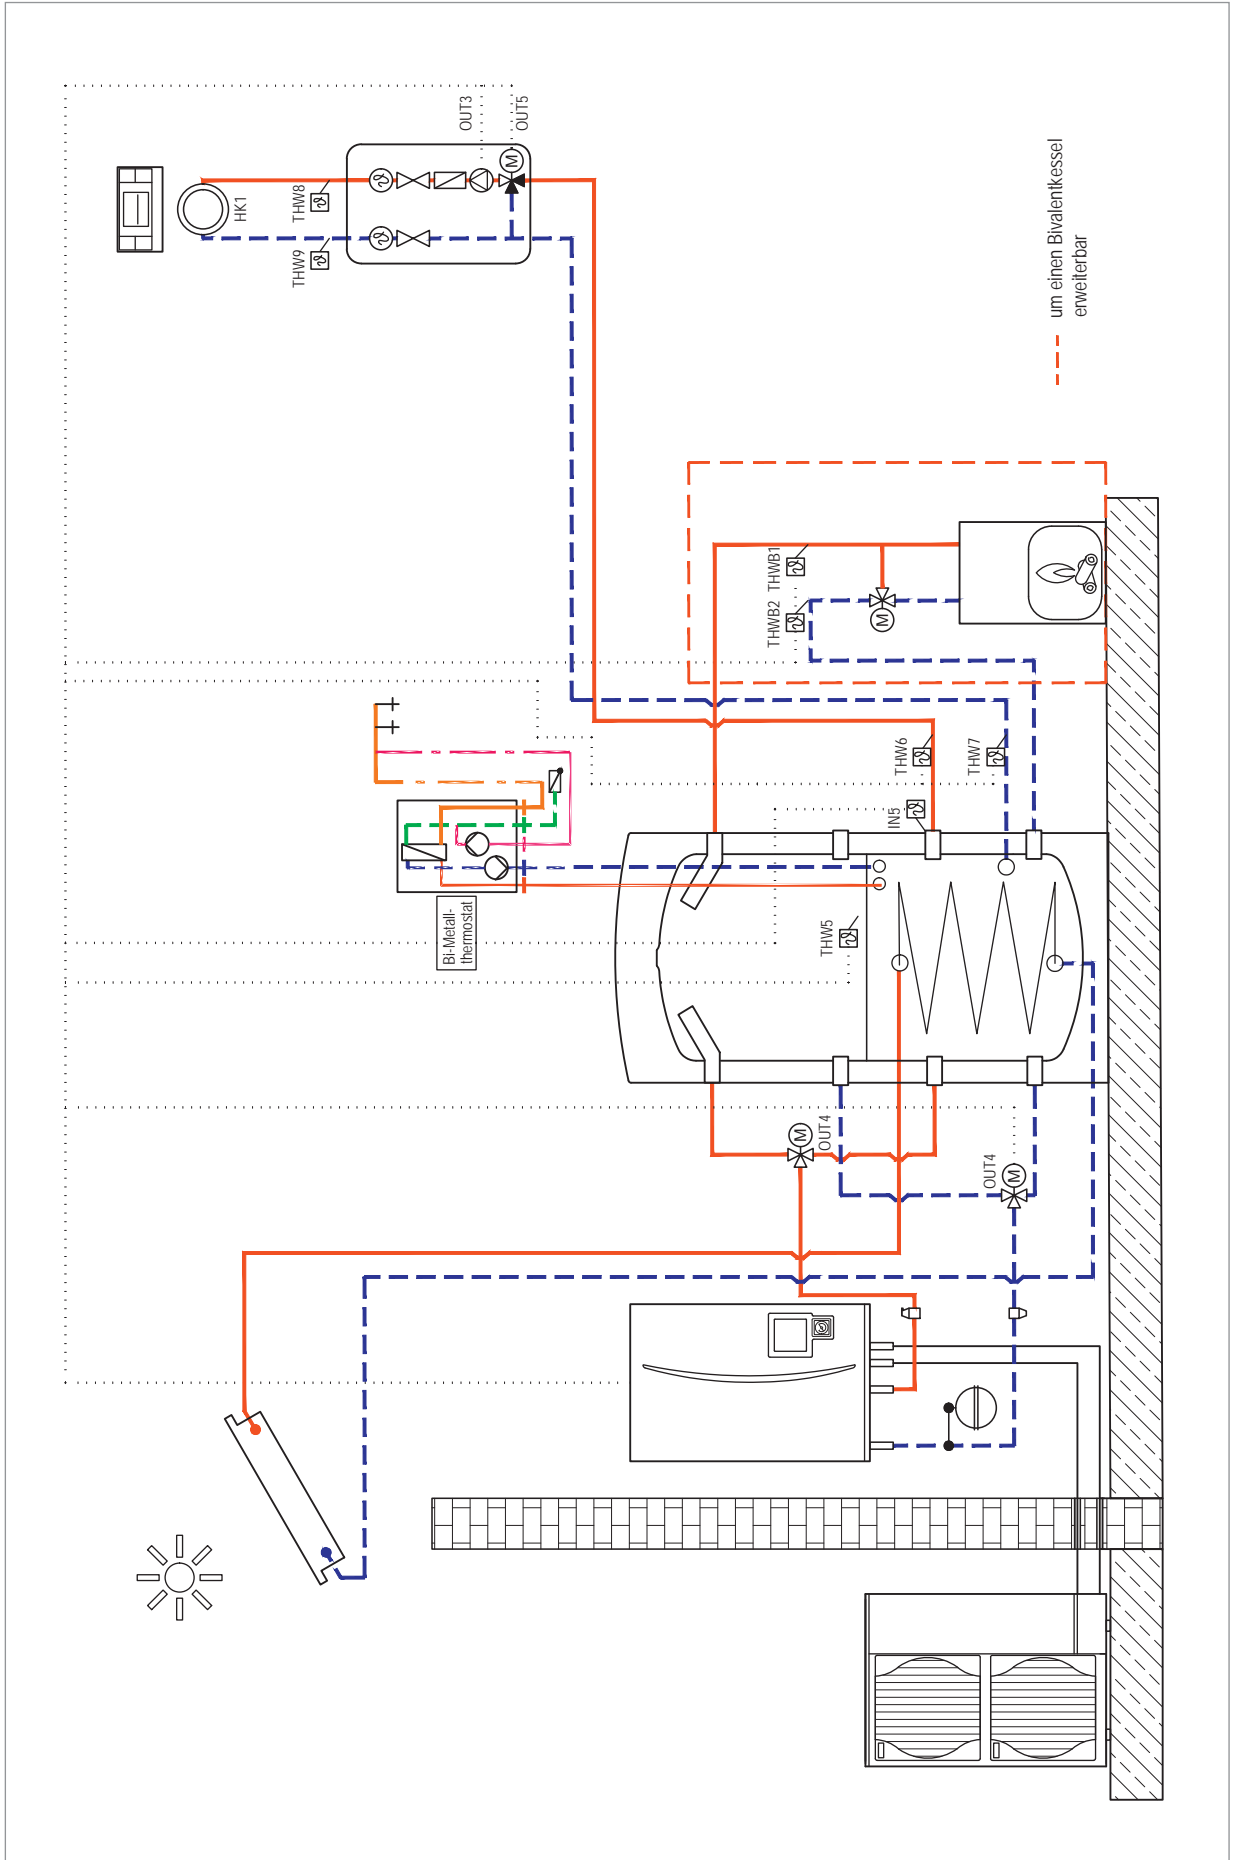 OUT3
OUT5
HK1
THW8
THW9
um einen Bivalentkessel
erweiterbar
THWB1
THWB2
M
M
THW6
THW7
IN5
Bi-Metall-
thermostat
THW5
M
OUT4
M
OUT4